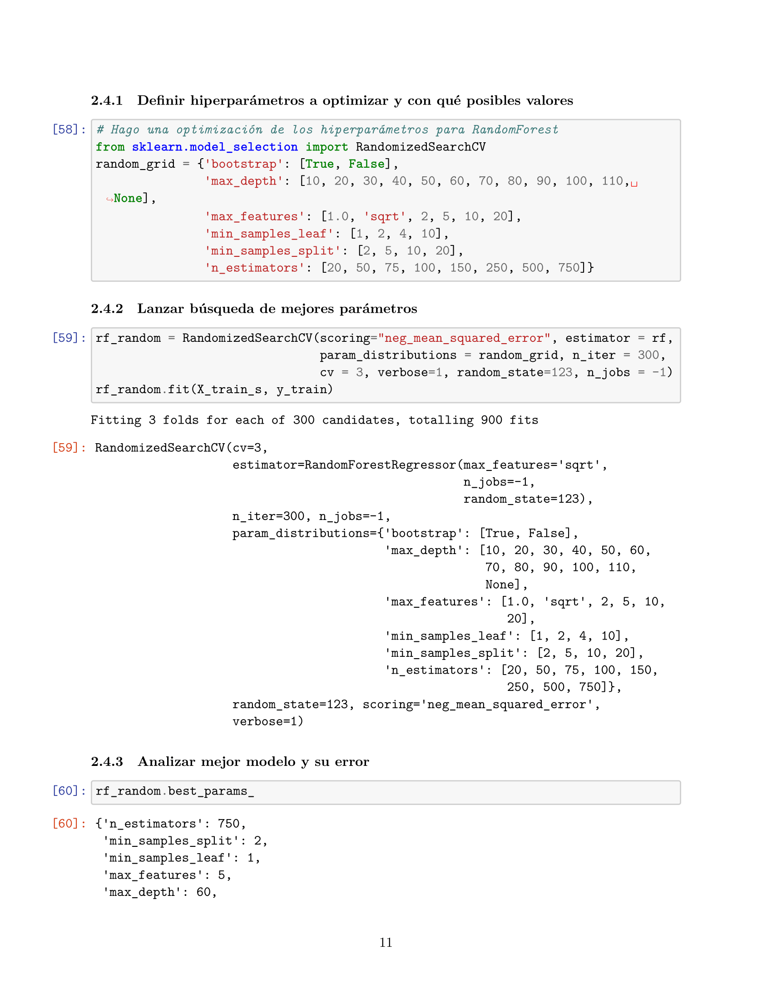 2.4.1 Definir hiperparámetros a optimizar y con qué posibles valores
[58]: # Hago una optimización de los hiperparámetros para RandomForest
from sklearn.model_selection import RandomizedSearchCV
random_grid = {'bootstrap': [True, False],
'max_depth': [10, 20, 30, 40, 50, 60, 70, 80, 90, 100, 110,␣
↪None],
'max_features': [1.0, 'sqrt', 2, 5, 10, 20],
'min_samples_leaf': [1, 2, 4, 10],
'min_samples_split': [2, 5, 10, 20],
'n_estimators': [20, 50, 75, 100, 150, 250, 500, 750]}
2.4.2 Lanzar búsqueda de mejores parámetros
[59]: rf_random = RandomizedSearchCV(scoring="neg_mean_squared_error", estimator = rf,
param_distributions = random_grid, n_iter = 300,
cv = 3, verbose=1, random_state=123, n_jobs = -1)
rf_random.fit(X_train_s, y_train)
Fitting 3 folds for each of 300 candidates, totalling 900 fits
[59]: RandomizedSearchCV(cv=3,
estimator=RandomForestRegressor(max_features='sqrt',
n_jobs=-1,
random_state=123),
n_iter=300, n_jobs=-1,
param_distributions={'bootstrap': [True, False],
'max_depth': [10, 20, 30, 40, 50, 60,
70, 80, 90, 100, 110,
None],
'max_features': [1.0, 'sqrt', 2, 5, 10,
20],
'min_samples_leaf': [1, 2, 4, 10],
'min_samples_split': [2, 5, 10, 20],
'n_estimators': [20, 50, 75, 100, 150,
250, 500, 750]},
random_state=123, scoring='neg_mean_squared_error',
verbose=1)
2.4.3 Analizar mejor modelo y su error
[60]: rf_random.best_params_
[60]: {'n_estimators': 750,
'min_samples_split': 2,
'min_samples_leaf': 1,
'max_features': 5,
'max_depth': 60,
11